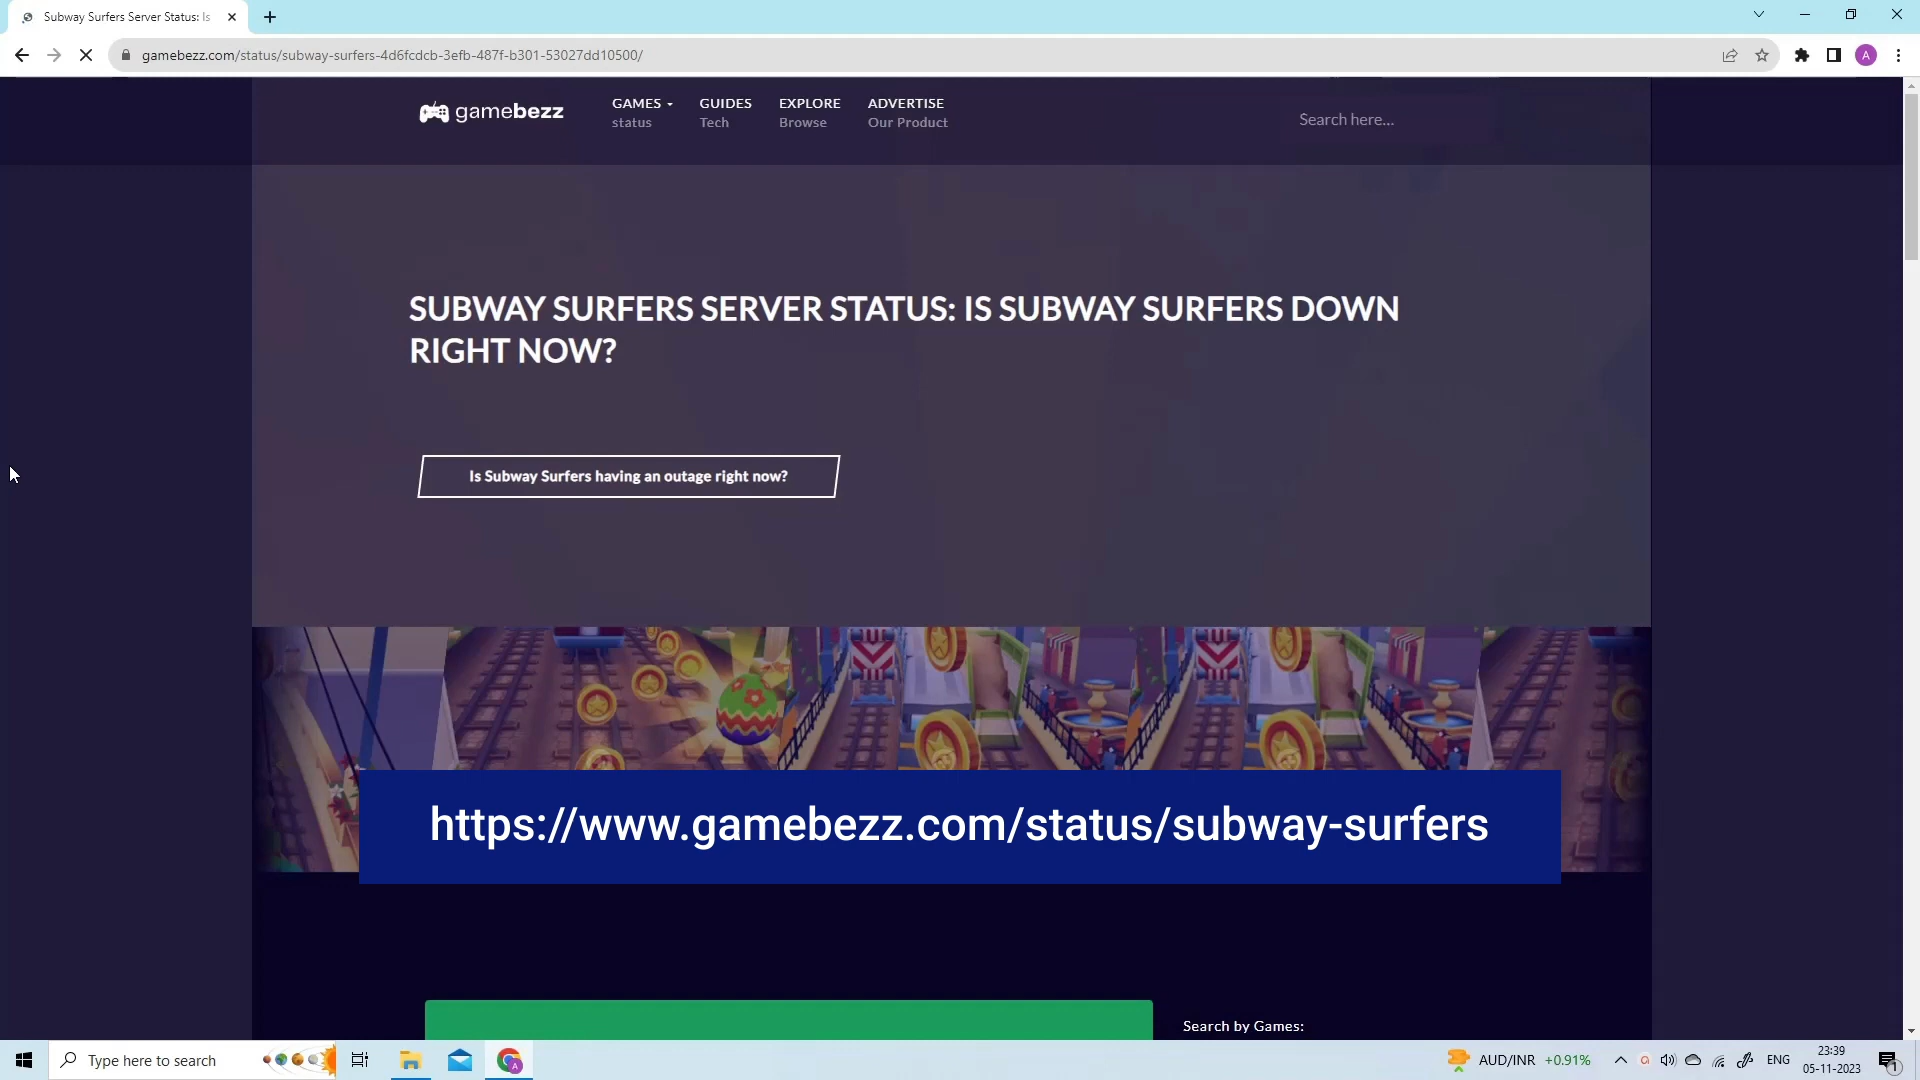 Subway Surfers Server Status: Is
gamebezz.com/status/subway-surfers-4d6fcdcb-3efb-487f-b301-53027dd10500/
A
gamebezz
GAMES
status
GUIDES
Tech
EXPLORE
Browse
ADVERTISE
Our Product
Search here...
SUBWAY SURFERS SERVER STATUS: IS SUBWAY SURFERS DOWN
RIGHT NOW?
Is Subway Surfers having an outage right now?
https://www.gamebezz.com/status/subway-surfers
Search by Games:
Type here to search
A
AUD/INR +0.91%
ENG
23:39
05-11-2023
1